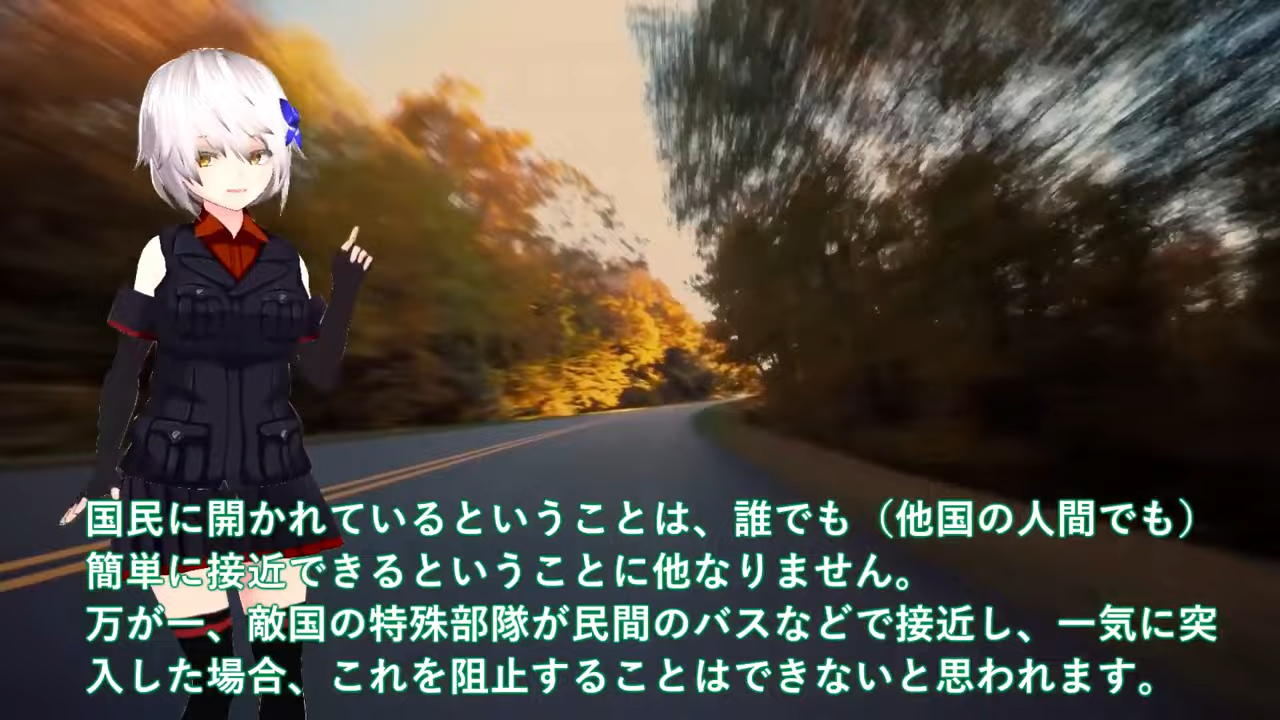 国民に開かれているということは、誰でも（他国の人間でも）
簡単に接近できるということに他なりません。
万が一、敵国の特殊部隊が民間のバスなどで接近し、一気に突
入した場合、これを阻止することはできないと思われます。